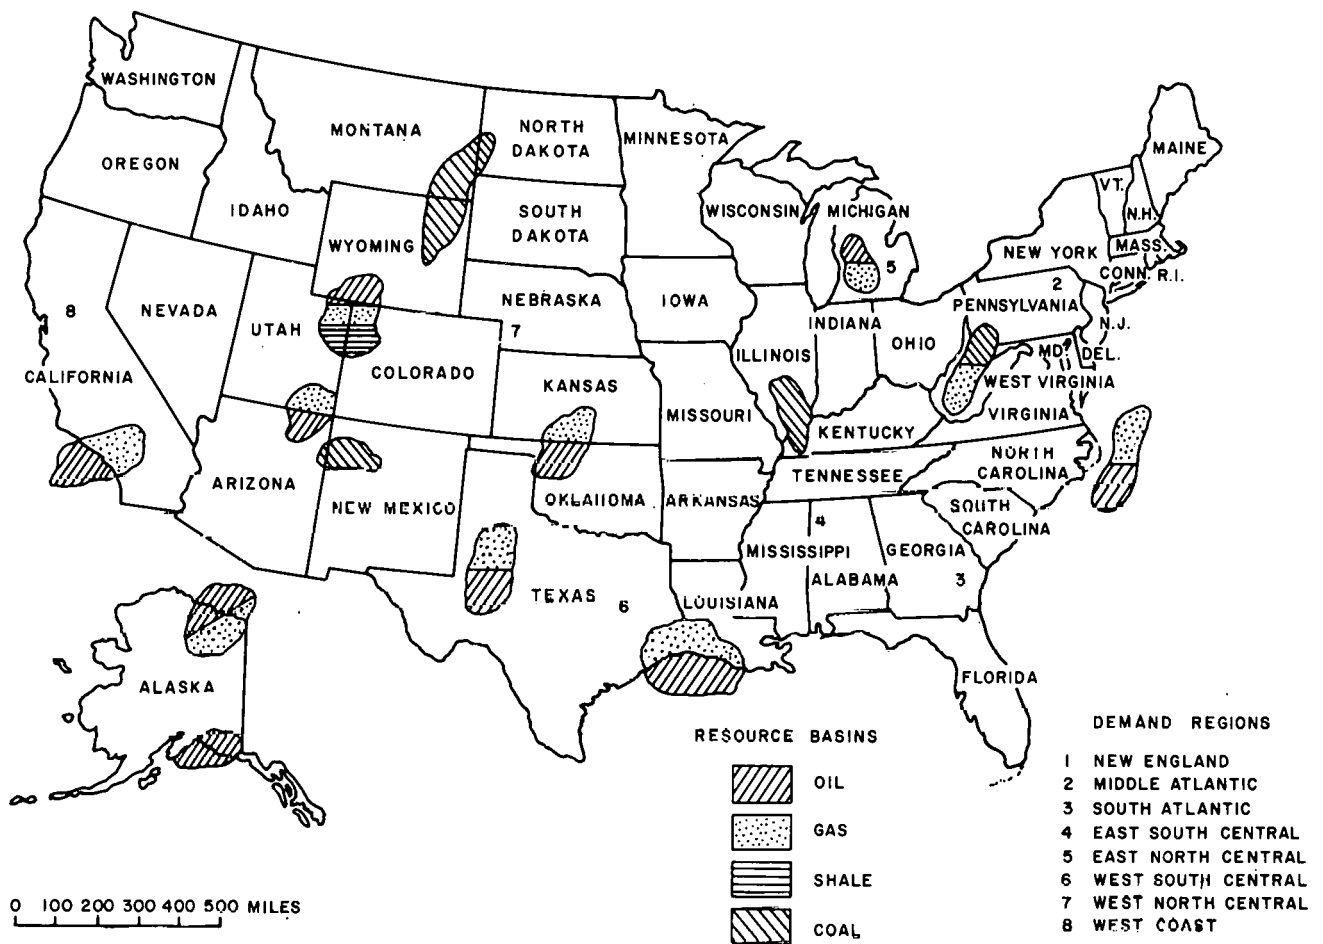 WASHINGTON
MONTANA
NORTH
DAKOTA
MINNESOTA
MAINE
OREGON
IDAHO
WYOMING
SOUTH
DAKOTA
WISCONSIN
MICHIGAN
5
VT.
N.H.
NEW YORK
MASS.
CONN.
R.I.
8
NEVADA
UTAH
NEBRASKA
7
IOWA
2
PENNSYLVANIA
N.J.
CALIFORNIA
COLORADO
KANSAS
MISSOURI
ILLINOIS
INDIANA
OHIO
MD.
DEL.
WEST VIRGINIA
VIRGINIA
KENTUCKY
ARIZONA
NEW MEXICO
OKLAHOMA
ARKANSAS
TENNESSEE
NORTH
CAROLINA
SOUTH
CAROLINA
TEXAS
6
LOUISIANA
MISSISSIPPI
4
ALABAMA
GEORGIA
3
FLORIDA
ALASKA
RESOURCE BASINS
OIL
GAS
SHALE
COAL
DEMAND REGIONS
1 NEW ENGLAND
2 MIDDLE ATLANTIC
3 SOUTH ATLANTIC
4 EAST SOUTH CENTRAL
5 EAST NORTH CENTRAL
6 WEST SOUTH CENTRAL
7 WEST NORTH CENTRAL
8 WEST COAST
0 100 200 300 400 500 MILES